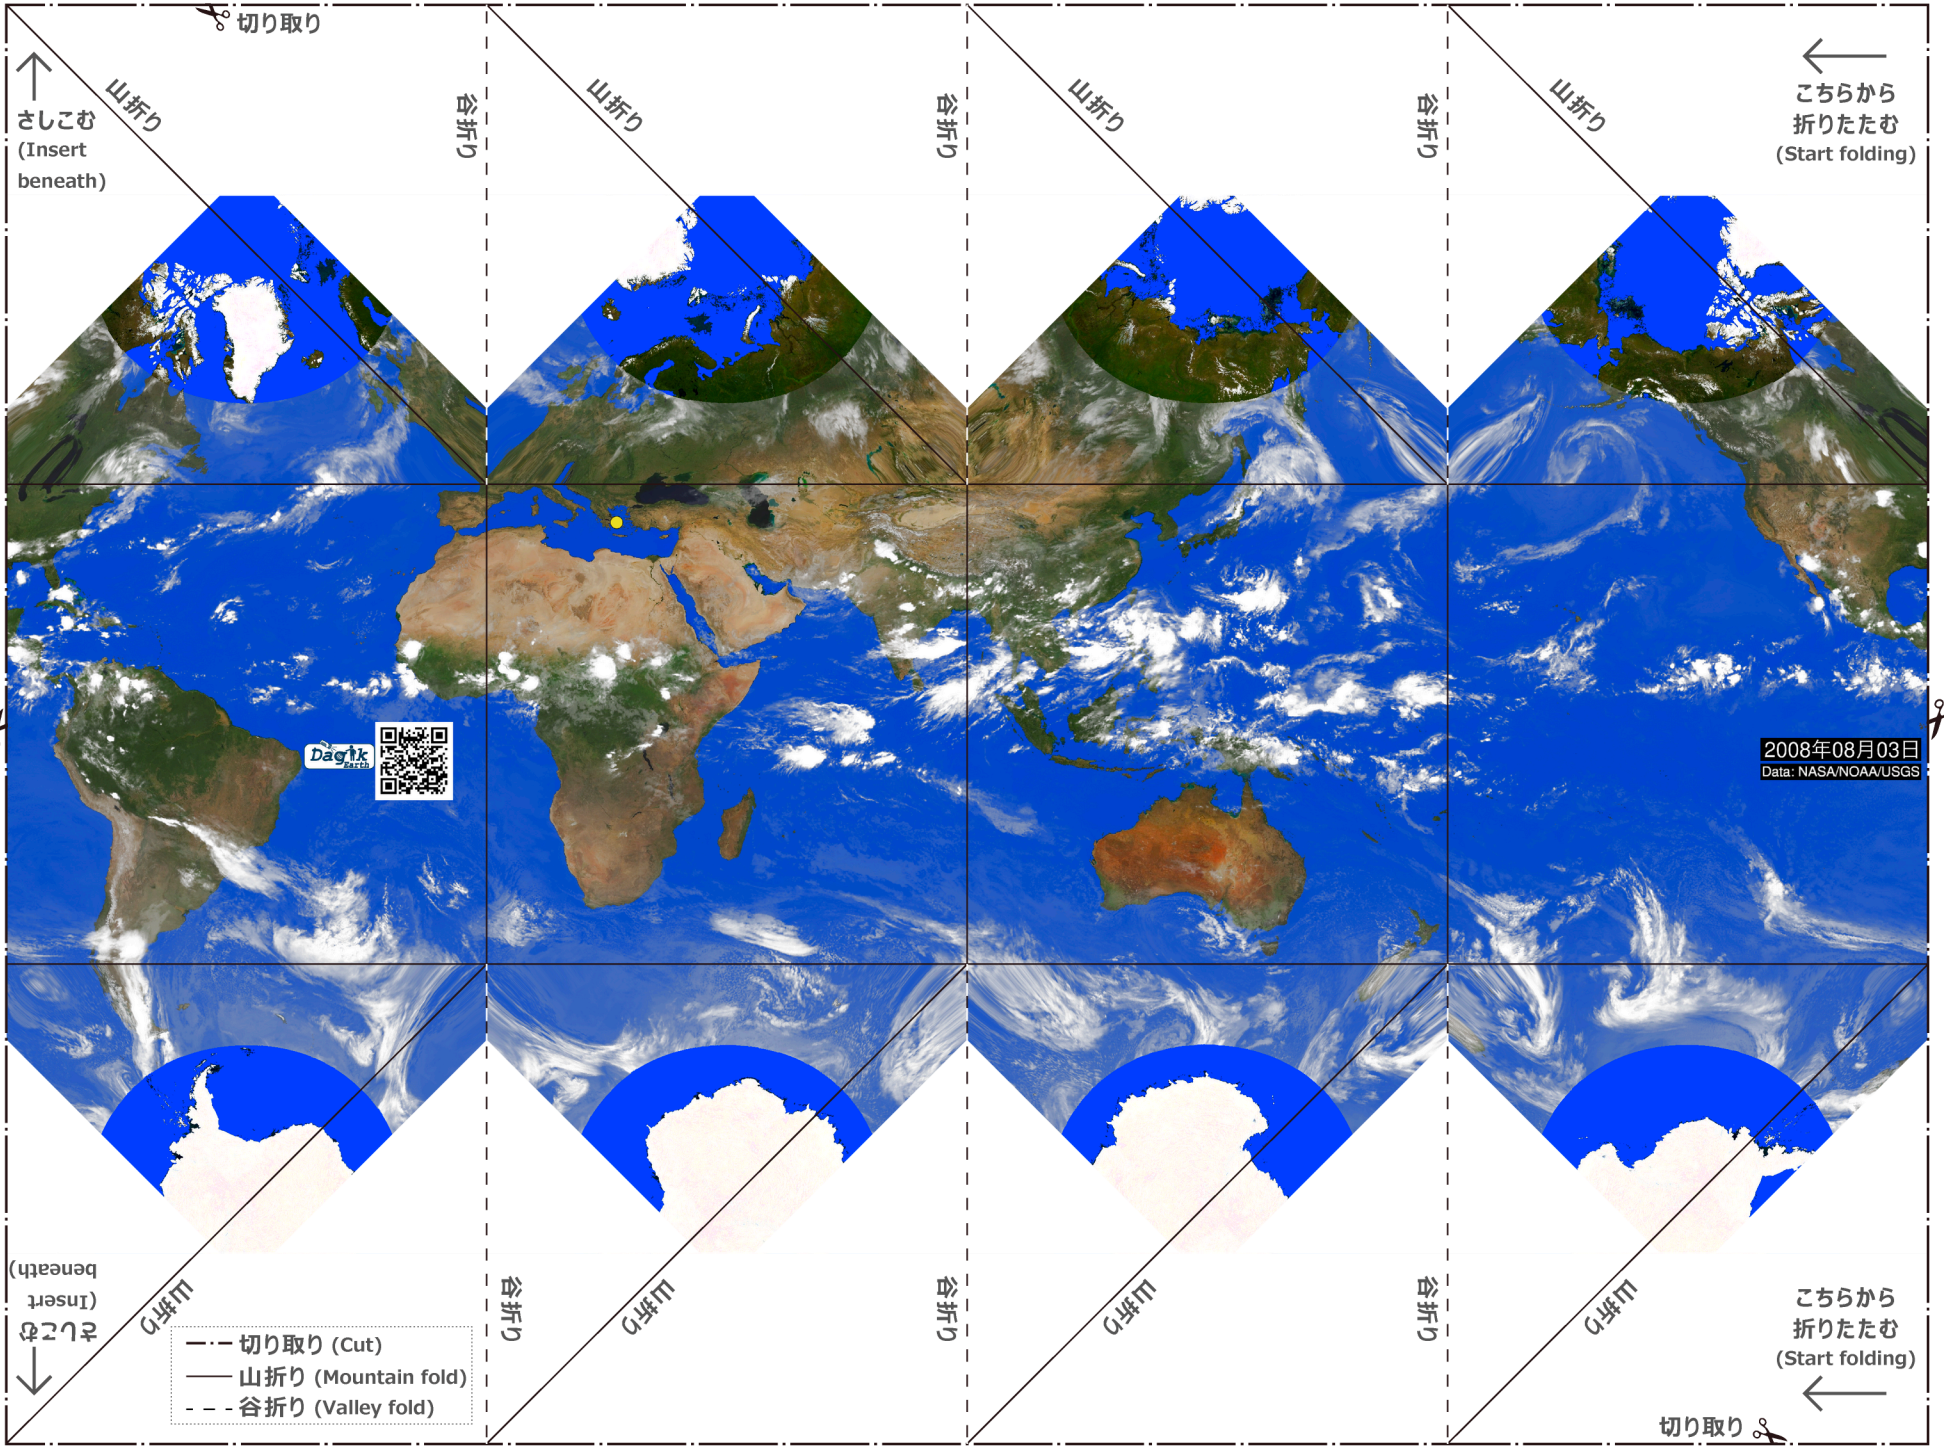 切り取り
山折り
谷折り
山折り
谷折り
山折り
谷折り
山折り
さしこむ
(Insert
beneath)
こちらから
折りたたむ
(Start folding)
Dagik
Earth
2008年08月03日
Data: NASA/NOAA/USGS
さしこむ
(Insert
beneath)
山折り
谷折り
山折り
谷折り
山折り
谷折り
山折り
こちらから
折りたたむ
(Start folding)
切り取り (Cut)
山折り (Mountain fold)
谷折り (Valley fold)
切り取り